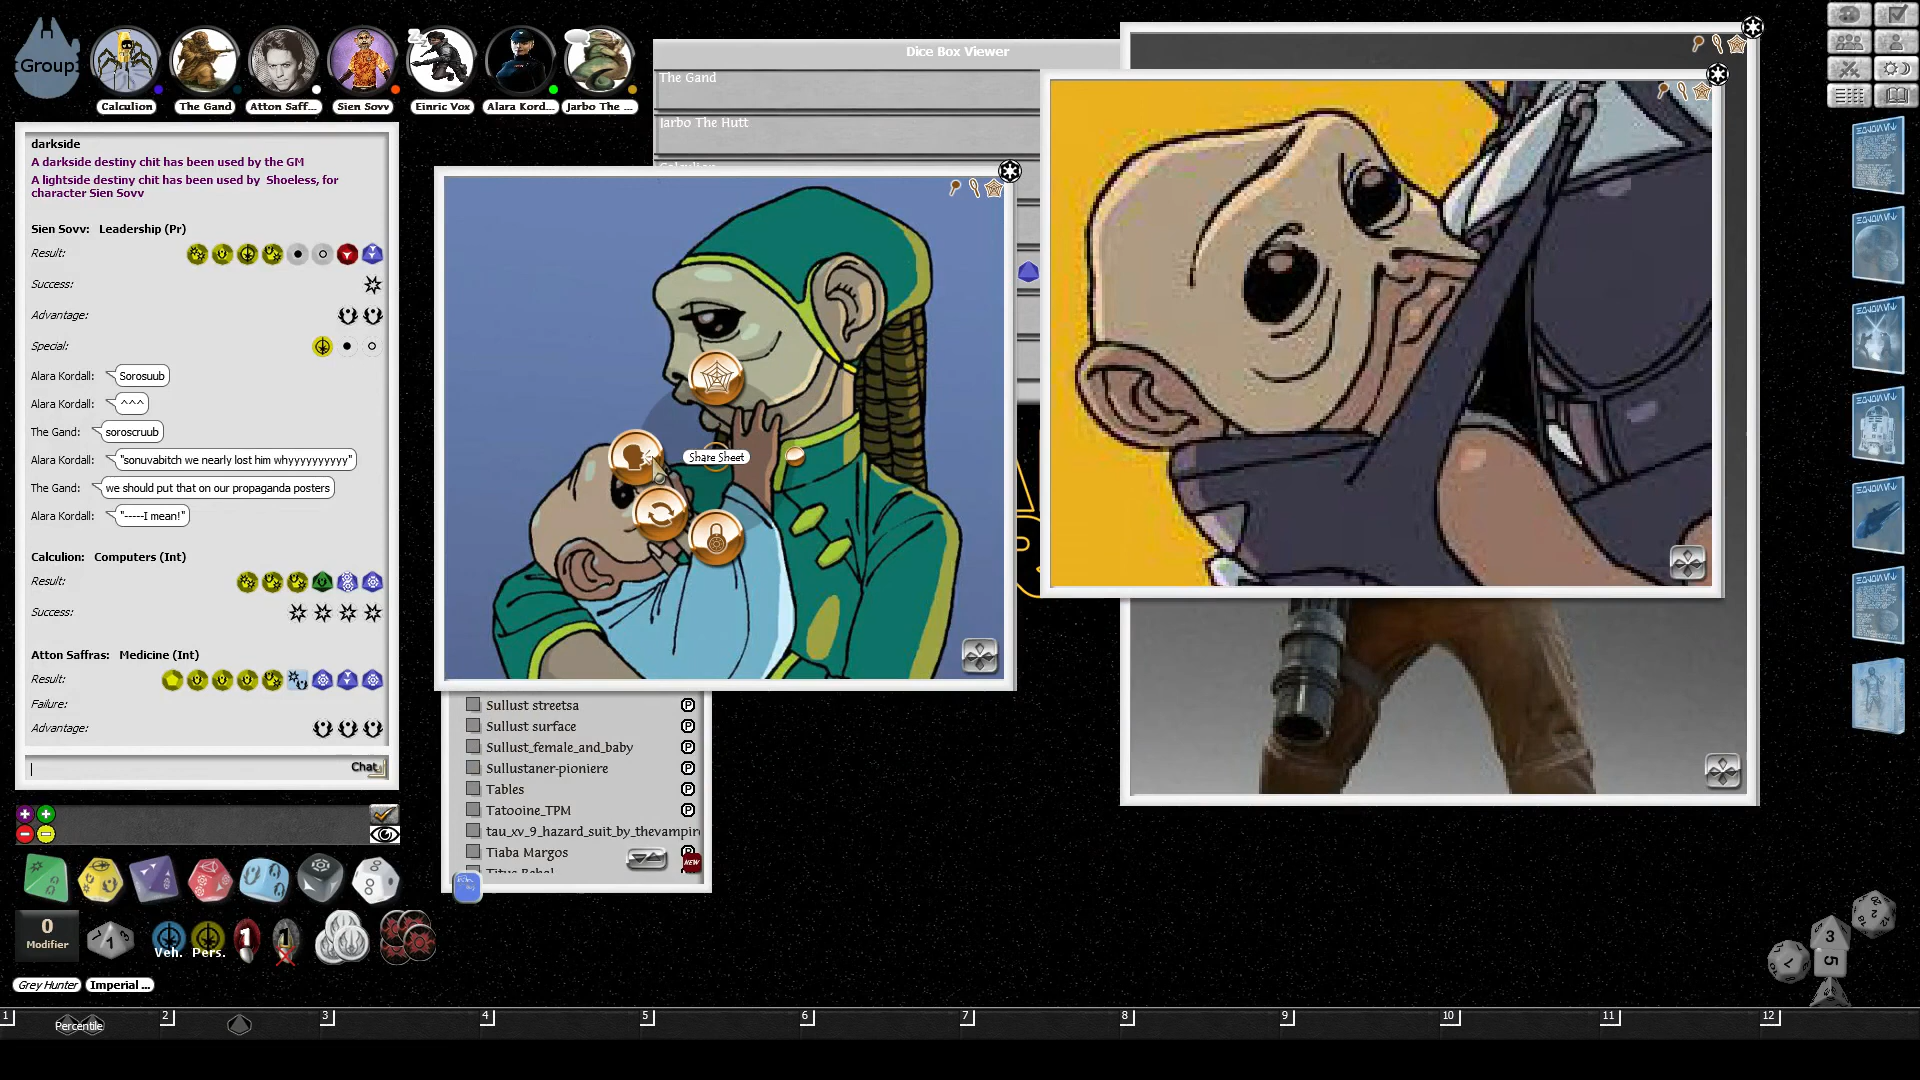 Group
Calculion
The Gand
Atton Saff...
Sien Sovv
Einric Vox
Alara Kord...
Jarbo The ...
Dice Box Viewer
The Gand
Jarbo The Hutt
darkside
A darkside destiny chit has been used by the GM
A lightside destiny chit has been used by Shoeless, for
character Sien Sovv
Sien Sovv: Leadership (Pr)
Result:
Success:
Advantage:
Special:
Alara Kordall: Sorosuub
Alara Kordall: ^^^
The Gand: soroscruub
Alara Kordall: "sonuvabitch we nearly lost him whyyyyyyyyyy"
The Gand: we should put that on our propaganda posters
Alara Kordall: "-----I mean!"
Calculion: Computers (Int)
Result:
Success:
Atton Saffras: Medicine (Int)
Result:
Failure:
Advantage:
Chat
Share Sheet
Sullust streetsa
Sullust surface
Sullust_female_and_baby
Sullustaner-pioniere
Tables
Tatooine_TPM
tau_xv_9_hazard_suit_by_thevampir
Tiaba Margos
NEW
0
Modifier
Veh. Pers.
1
1
Grey Hunter Imperial ...
1 2 3 4 5 6 7 8 9 10 11 12
Percentile